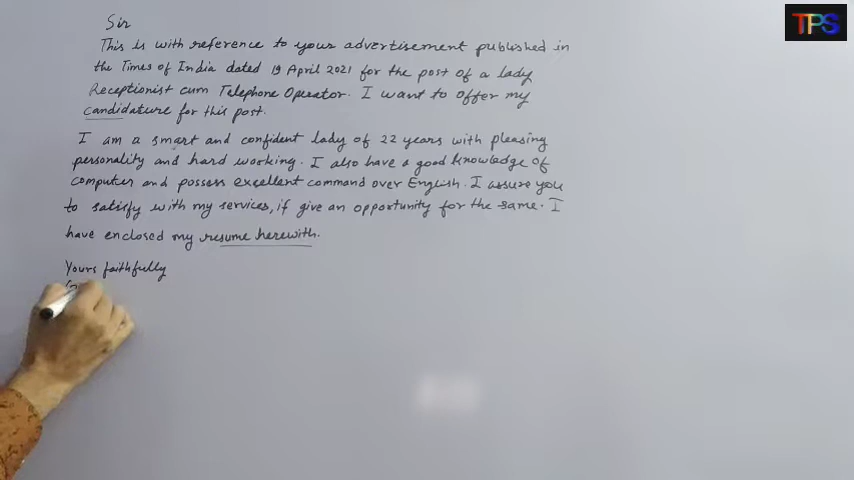 TPS
Sir
This is with reference to your advertisement published in
the Times of India dated 19 April 2021 for the post of a lady
Receptionist cum Telephone Operator. I want to offer my
candidature for this post.
I am a smart and confident lady of 22 years with pleasing
personality and hard working. I also have a good knowledge of
computer and possess excellent command over English. I assure you
to satisfy with my services, if give an opportunity for the same. I
have enclosed my resume herewith.
Yours faithfully